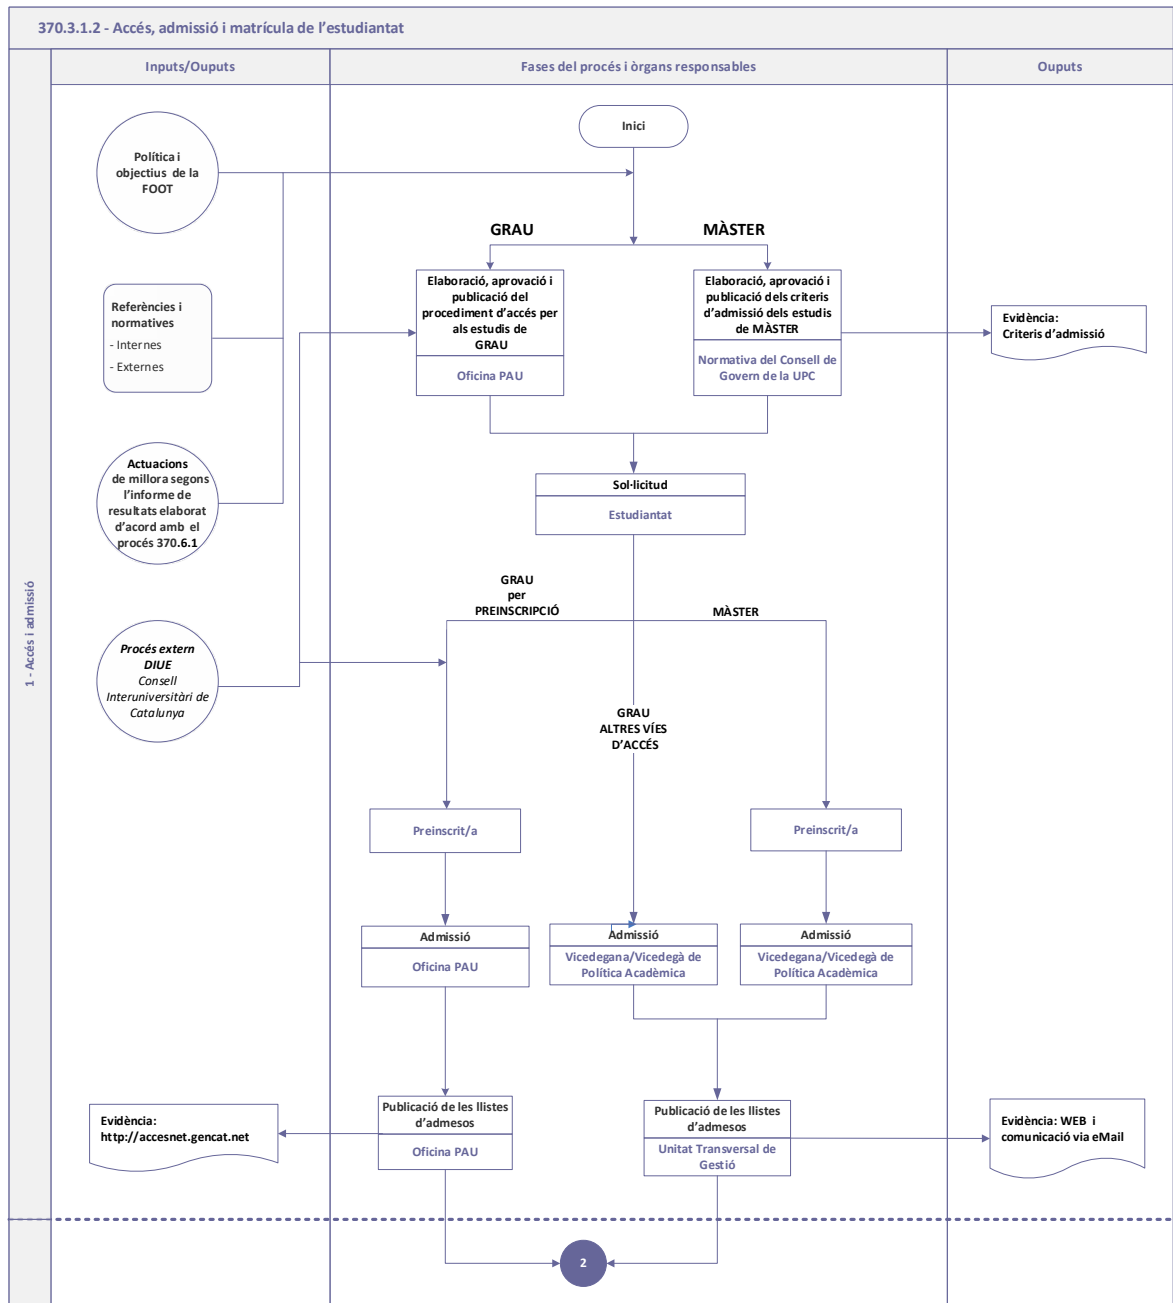 370.3.1.2 - Accés, admissió i matrícula de l'estudiantat
Inputs/Ouputs
Fases del procés i òrgans responsables
Ouputs
1 - Accés i admissió
Inici
Política i
objectius de la
FOOT
GRAU
MÀSTER
Elaboració, aprovació i
publicació del
procediment d'accés per
als estudis de
GRAU
Oficina PAU
Elaboració, aprovació i
publicació dels criteris
d'admissió dels estudis
de MÀSTER
Normativa del Consell de
Govern de la UPC
Evidència:
Criteris d'admissió
Referències i
normatives
- Internes
- Externes
Actuacions
de millora segons
l'informe de
resultats elaborat
d'acord amb el
procés 370.6.1
Sol·licitud
Estudiantat
GRAU
per
PREINSCRIPCIÓ
MÀSTER
Procés extern
DIUE
Consell
Interuniversitàri de
Catalunya
GRAU
ALTRES VÍES
D'ACCÉS
Preinscrit/a
Preinscrit/a
Admissió
Oficina PAU
Admissió
Vicedegana/Vicedegà de
Política Acadèmica
Admissió
Vicedegana/Vicedegà de
Política Acadèmica
Evidència:
http://accesnet.gencat.net
Publicació de les llistes
d'admesos
Oficina PAU
Publicació de les llistes
d'admesos
Unitat Transversal de
Gestió
Evidència: WEB i
comunicació via eMail
2